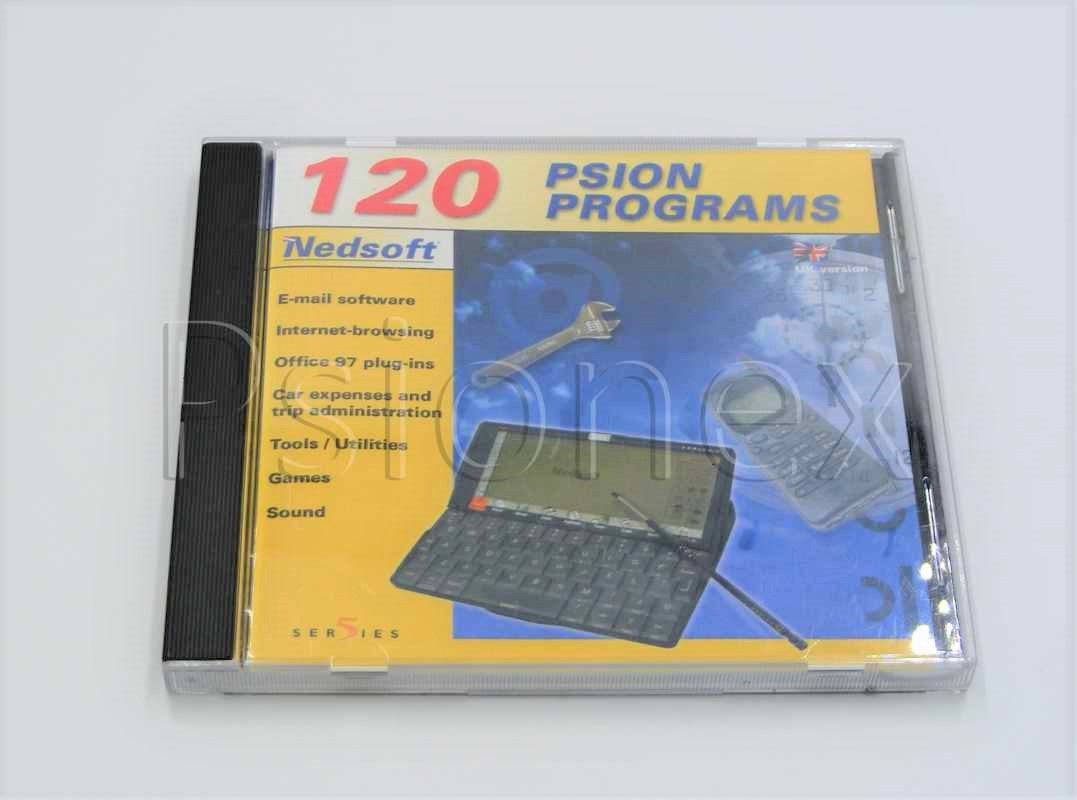 120 PSION
PROGRAMS
Nedsoft
UK version
E-mail software
Internet-browsing
Office 97 plug-ins
Car expenses and
trip administration
Tools / Utilities
Games
Sound
SER5IES
Psionex